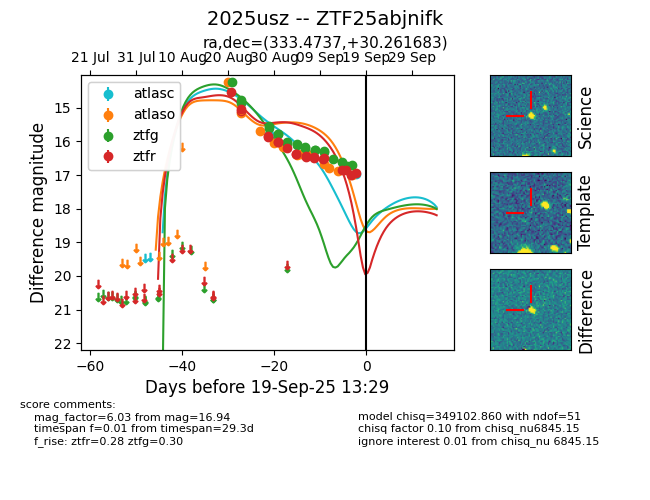 2025usz -- ZTF25abjnifk
ra,dec=(333.4737,+30.261683)
21 Jul 31 Jul 10 Aug 20 Aug 30 Aug 09 Sep 19 Sep 29 Sep
atlasc
atlaso
ztfg
ztfr
15
16
17
18
19
20
21
22
Difference magnitude
−60 −40 −20 0
Days before 19-Sep-25 13:29
Science
Template
Difference
score comments:
mag_factor=6.03 from mag=16.94
timespan f=0.01 from timespan=29.3d
f_rise: ztfr=0.28 ztfg=0.30
model chisq=349102.860 with ndof=51
chisq factor 0.10 from chisq_nu6845.15
ignore interest 0.01 from chisq_nu 6845.15